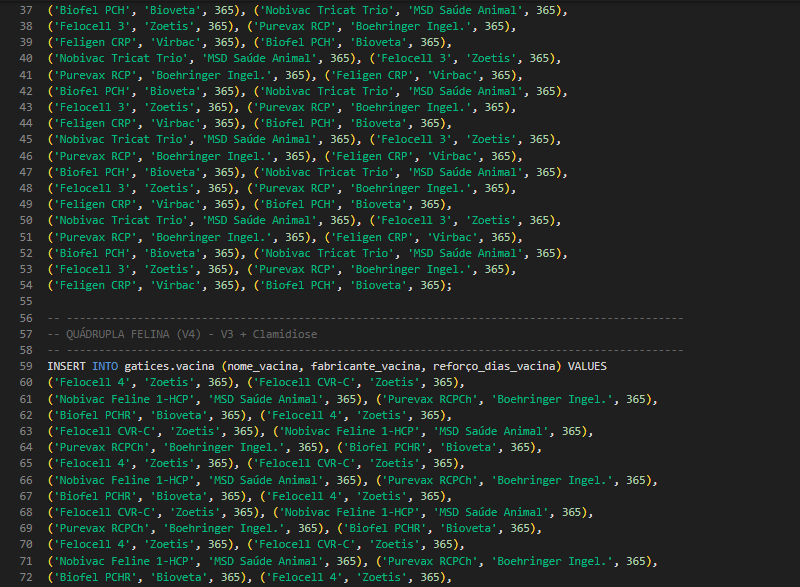 37 ('Biofel PCH', 'Bioveta', 365), ('Nobivac Tricat Trio', 'MSD Saúde Animal', 365),
38 ('Felocell 3', 'Zoetis', 365), ('Purevax RCP', 'Boehringer Ingel.', 365),
39 ('Feligen CRP', 'Virbac', 365), ('Biofel PCH', 'Bioveta', 365),
40 ('Nobivac Tricat Trio', 'MSD Saúde Animal', 365), ('Felocell 3', 'Zoetis', 365),
41 ('Purevax RCP', 'Boehringer Ingel.', 365), ('Feligen CRP', 'Virbac', 365),
42 ('Biofel PCH', 'Bioveta', 365), ('Nobivac Tricat Trio', 'MSD Saúde Animal', 365),
43 ('Felocell 3', 'Zoetis', 365), ('Purevax RCP', 'Boehringer Ingel.', 365),
44 ('Feligen CRP', 'Virbac', 365), ('Biofel PCH', 'Bioveta', 365),
45 ('Nobivac Tricat Trio', 'MSD Saúde Animal', 365), ('Felocell 3', 'Zoetis', 365),
46 ('Purevax RCP', 'Boehringer Ingel.', 365), ('Feligen CRP', 'Virbac', 365),
47 ('Biofel PCH', 'Bioveta', 365), ('Nobivac Tricat Trio', 'MSD Saúde Animal', 365),
48 ('Felocell 3', 'Zoetis', 365), ('Purevax RCP', 'Boehringer Ingel.', 365),
49 ('Feligen CRP', 'Virbac', 365), ('Biofel PCH', 'Bioveta', 365),
50 ('Nobivac Tricat Trio', 'MSD Saúde Animal', 365), ('Felocell 3', 'Zoetis', 365),
51 ('Purevax RCP', 'Boehringer Ingel.', 365), ('Feligen CRP', 'Virbac', 365),
52 ('Biofel PCH', 'Bioveta', 365), ('Nobivac Tricat Trio', 'MSD Saúde Animal', 365),
53 ('Felocell 3', 'Zoetis', 365), ('Purevax RCP', 'Boehringer Ingel.', 365),
54 ('Feligen CRP', 'Virbac', 365), ('Biofel PCH', 'Bioveta', 365);
55
56 -- -----------------------------------------------------------------------------------------------
57 -- QUÁDRUPLA FELINA (V4) - V3 + Clamidiose
58 -- -----------------------------------------------------------------------------------------------
59 INSERT INTO gatices.vacina (nome_vacina, fabricante_vacina, reforço_dias_vacina) VALUES
60 ('Felocell 4', 'Zoetis', 365), ('Felocell CVR-C', 'Zoetis', 365),
61 ('Nobivac Feline 1-HCP', 'MSD Saúde Animal', 365), ('Purevax RCPCh', 'Boehringer Ingel.', 365),
62 ('Biofel PCHR', 'Bioveta', 365), ('Felocell 4', 'Zoetis', 365),
63 ('Felocell CVR-C', 'Zoetis', 365), ('Nobivac Feline 1-HCP', 'MSD Saúde Animal', 365),
64 ('Purevax RCPCh', 'Boehringer Ingel.', 365), ('Biofel PCHR', 'Bioveta', 365),
65 ('Felocell 4', 'Zoetis', 365), ('Felocell CVR-C', 'Zoetis', 365),
66 ('Nobivac Feline 1-HCP', 'MSD Saúde Animal', 365), ('Purevax RCPCh', 'Boehringer Ingel.', 365),
67 ('Biofel PCHR', 'Bioveta', 365), ('Felocell 4', 'Zoetis', 365),
68 ('Felocell CVR-C', 'Zoetis', 365), ('Nobivac Feline 1-HCP', 'MSD Saúde Animal', 365),
69 ('Purevax RCPCh', 'Boehringer Ingel.', 365), ('Biofel PCHR', 'Bioveta', 365),
70 ('Felocell 4', 'Zoetis', 365), ('Felocell CVR-C', 'Zoetis', 365),
71 ('Nobivac Feline 1-HCP', 'MSD Saúde Animal', 365), ('Purevax RCPCh', 'Boehringer Ingel.', 365),
72 ('Biofel PCHR', 'Bioveta', 365), ('Felocell 4', 'Zoetis', 365),